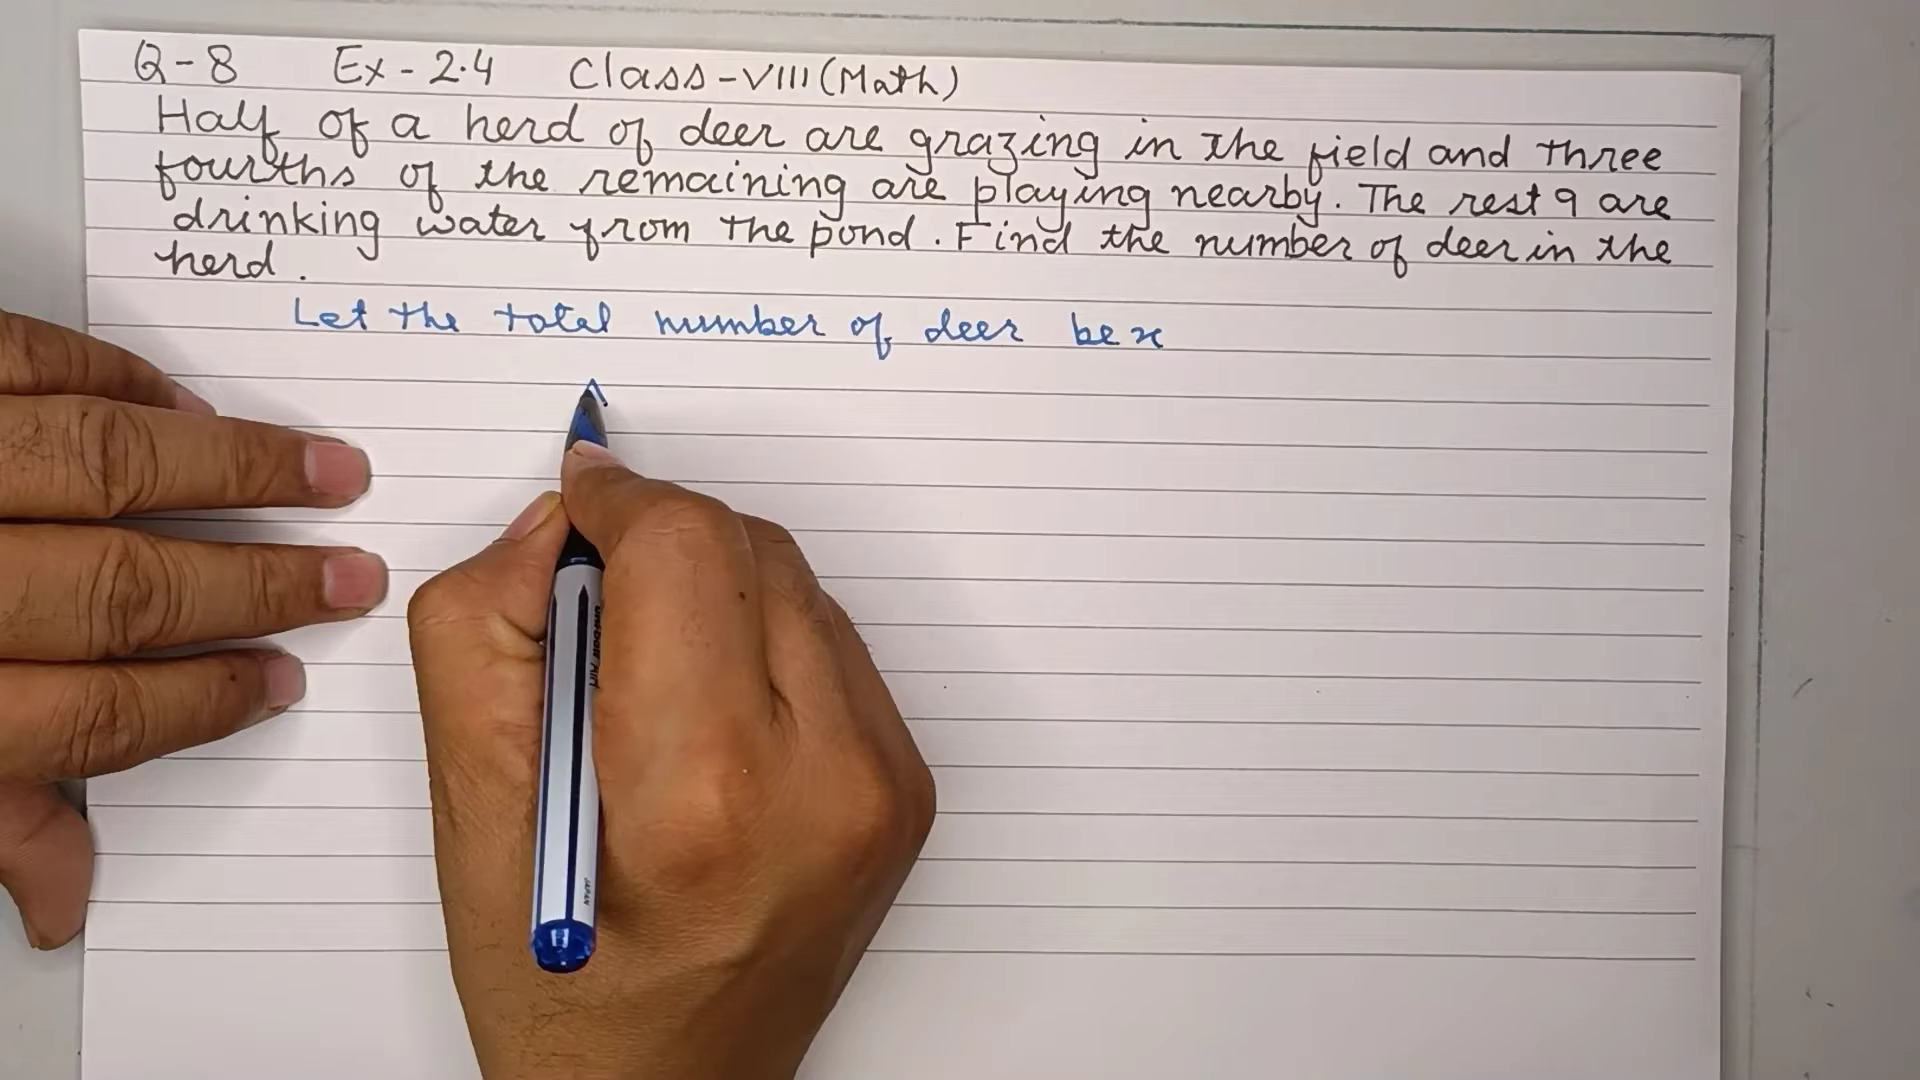 Q-8 Ex-2.4 Class-VIII (Math)
Half of a herd of deer are grazing in the field and three
fourths of the remaining are playing nearby. The rest 9 are
drinking water from the pond. Find the number of deer in the
herd.
Let the total number of deer be x
JAPAN